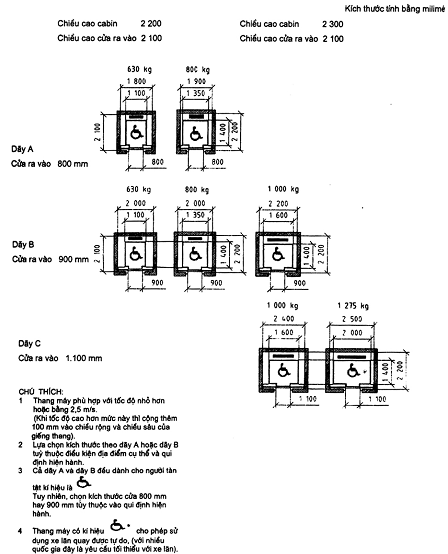 Kích thước tính bằng milimé
Chiều cao cabin 2 200 Chiều cao cabin 2 300
Chiều cao cửa ra vào 2 100 Chiều cao cửa ra vào 2 100
630 kg 800 kg
1 800 1 900
1 100 1 350
2 100 1 400 2 200
Dãy A
Cửa ra vào 800 mm 800 800
630 kg 800 kg 1 000 kg
2 000 2 000 2 200
1 100 1 350 1 600
Dãy B
2 100 1 400 2 200 1 400 2 200
Cửa ra vào 900 mm
900 900 900
1 000 kg 1 275 kg
2 400 2 500
1 600 2 000
Dãy C
Cửa ra vào 1.100 mm
1 400 2 200
1 100 1 100
CHÚ THÍCH:
1 Thang máy phù hợp với tốc độ nhỏ hơn
hoặc bằng 2,5 m/s.
(Khi tốc độ cao hơn mức này thì cộng thêm
100 mm vào chiều rộng và chiều sâu của
giếng thang).
2 Lựa chọn kích thước theo dãy A hoặc dãy B
tuỳ thuộc điều kiện địa điểm cụ thể và qui
định hiện hành.
3 Cả dãy A và dãy B đều dành cho người tàn
tật kí hiệu là
Tuy nhiên, chọn kích thước cửa 800 mm
hay 900 mm tùy thuộc vào qui định hiện
hành.
4 Thang máy có kí hiệu * cho phép sử
dụng xe lăn quay được tự do, (với nhiều
quốc gia đây là yêu cầu tối thiểu với xe lăn).